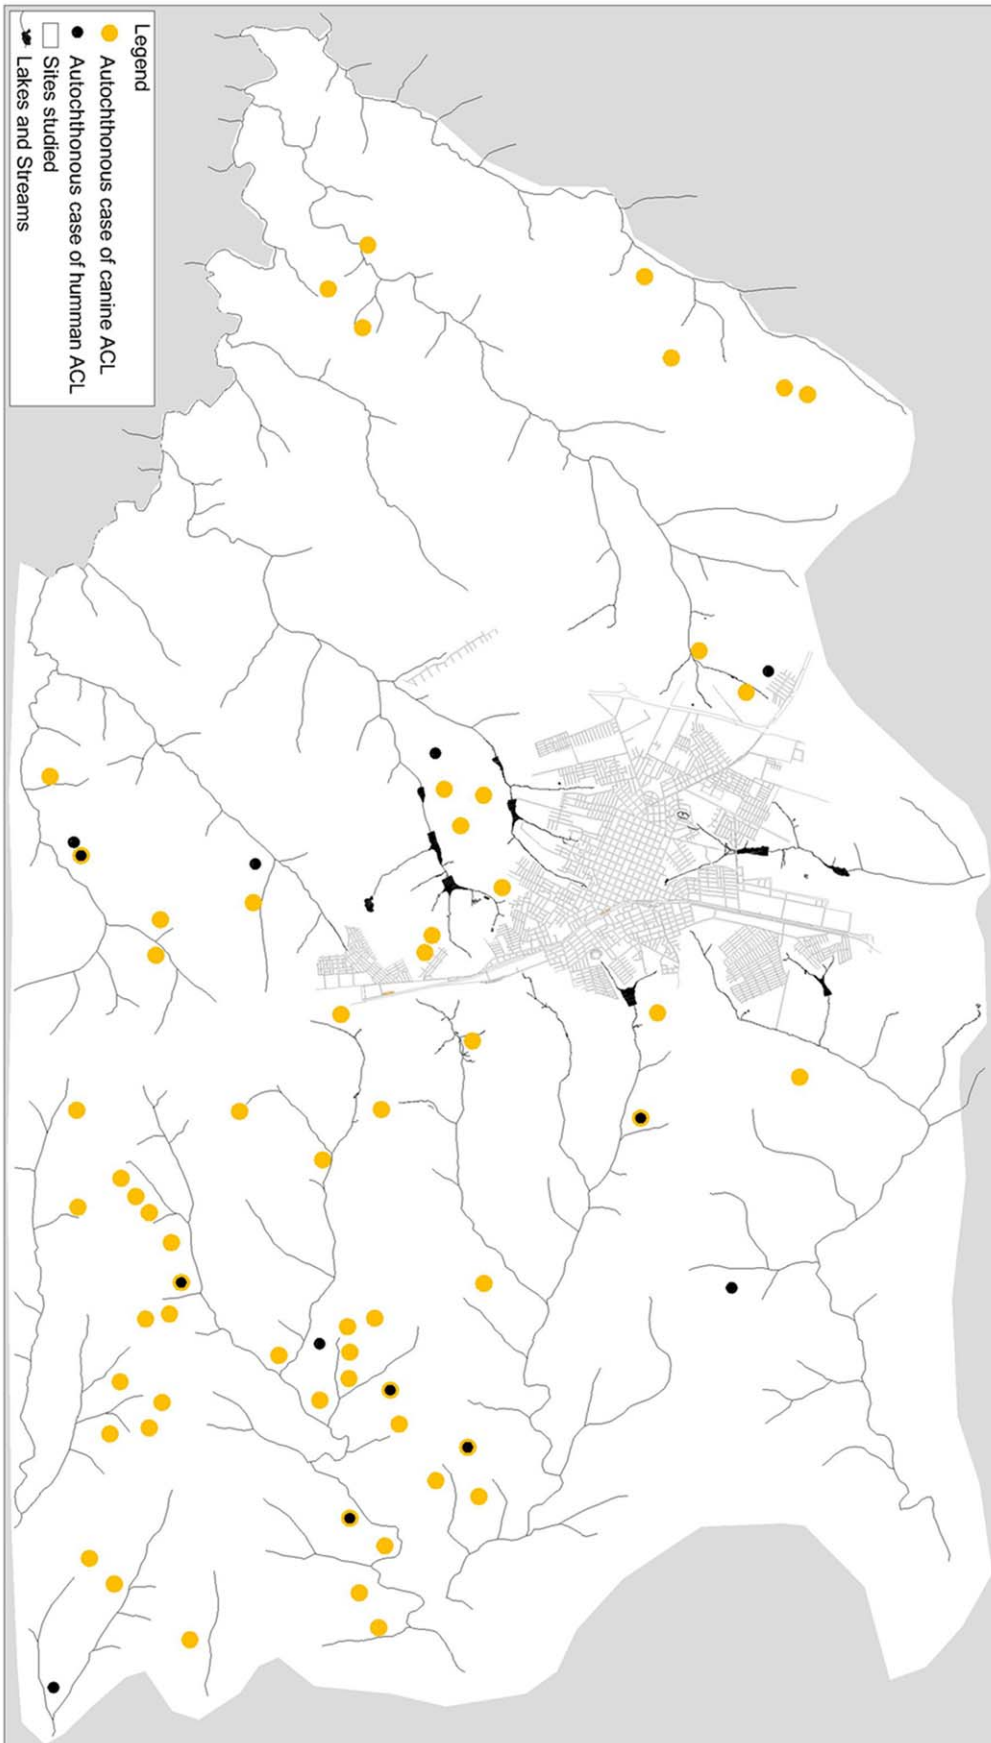 Legend
Autochthonous case of canine ACL
Autochthonous case of humman ACL
Sites studied
Lakes and Streams